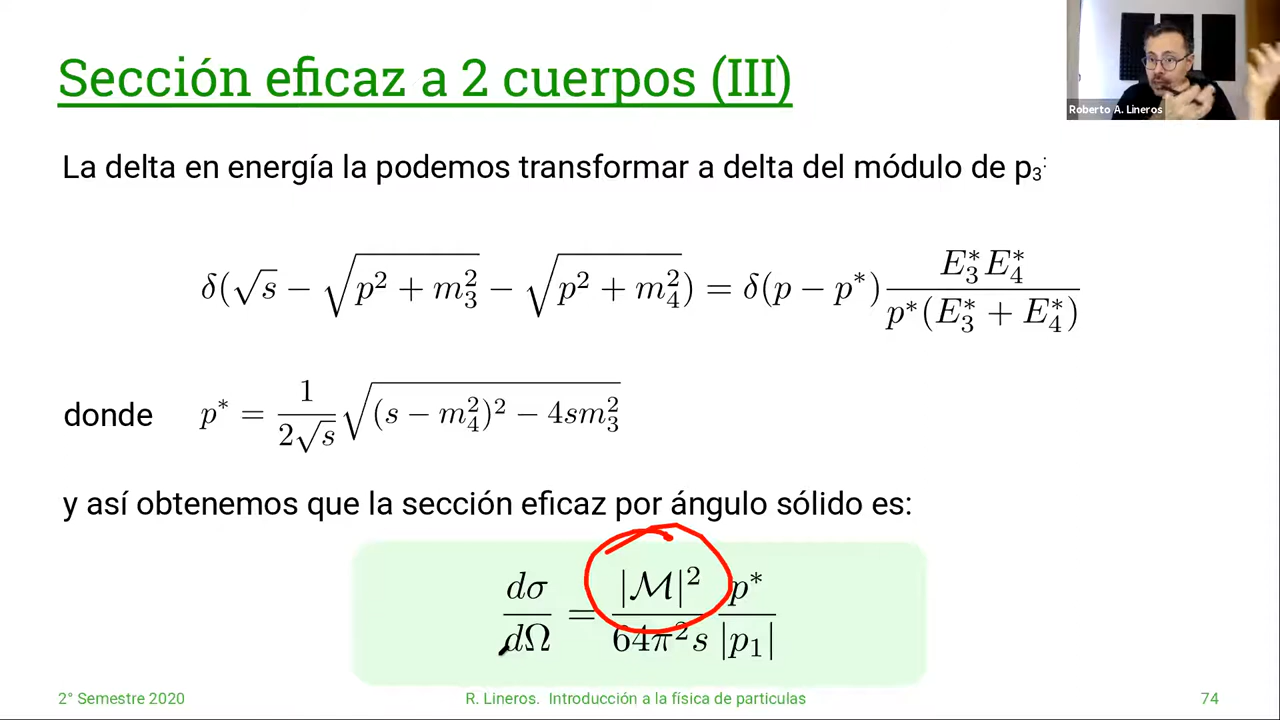 Sección eficaz a 2 cuerpos (III)
Roberto A. Lineros
La delta en energía la podemos transformar a delta del módulo de p₃:
δ(√s − √(p² + m₃²) − √(p² + m₄²)) = δ(p − p*) E₃*E₄* / p*(E₃* + E₄*)
donde p* = 1/(2√s) √((s − m₄²)² − 4sm₃²)
y así obtenemos que la sección eficaz por ángulo sólido es:
dσ/dΩ = |ℳ|²/(64π²s) p*/|p₁|
2° Semestre 2020
R. Lineros. Introducción a la física de particulas
74